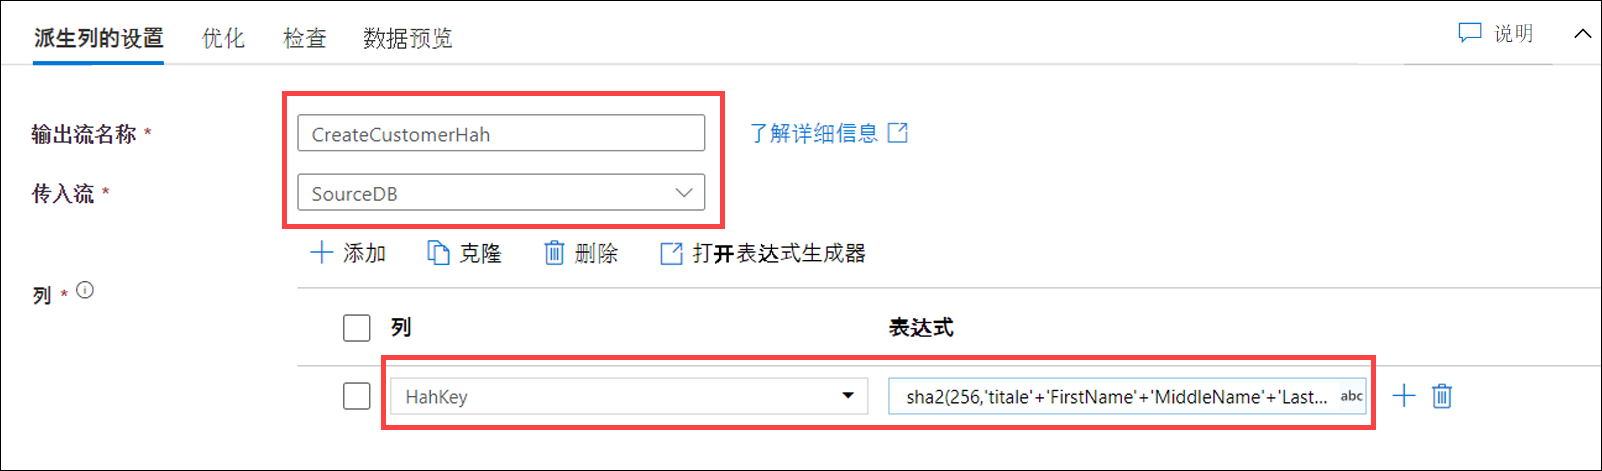 派生列的设置 优化 检查 数据预览 说明
输出流名称 * CreateCustomerHah 了解详细信息
传入流 * SourceDB
添加 克隆 删除 打开表达式生成器
列 *
列 表达式
HahKey sha2(256,'titale'+'FirstName'+'MiddleName'+'Last... abc